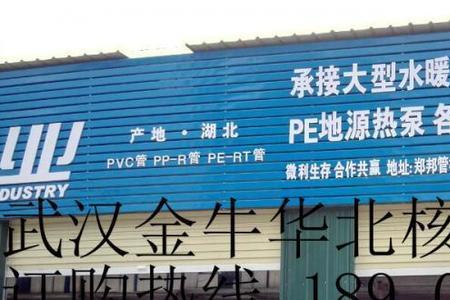 承接大型水暖
产地·湖北
PE地源热泵 各
PVC管 PP-R管 PE-RT管
DUSTRY
微利生存 合作共赢 地址:郑邦管
武汉金牛华北核
订购热线 189